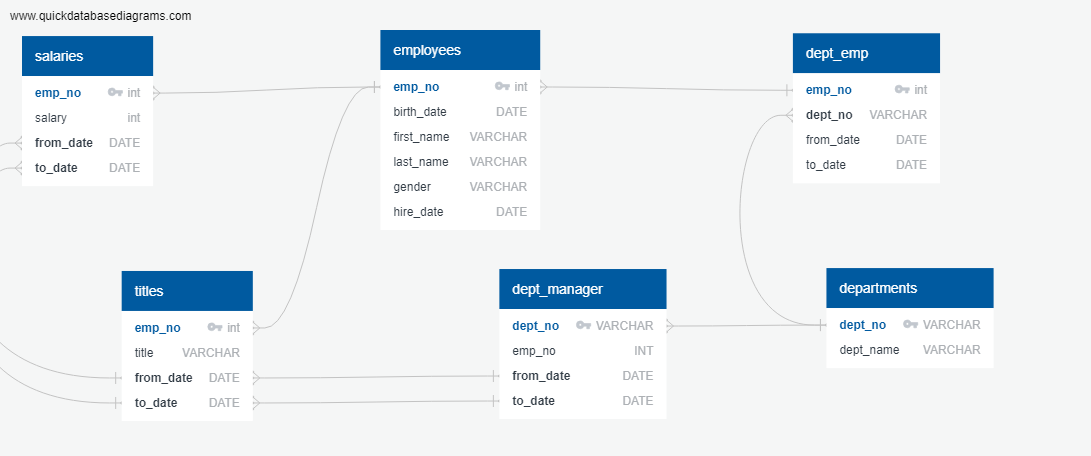 www.quickdatabasediagrams.com
salaries
emp_no int
salary int
from_date DATE
to_date DATE
employees
emp_no int
birth_date DATE
first_name VARCHAR
last_name VARCHAR
gender VARCHAR
hire_date DATE
dept_emp
emp_no int
dept_no VARCHAR
from_date DATE
to_date DATE
titles
emp_no int
title VARCHAR
from_date DATE
to_date DATE
dept_manager
dept_no VARCHAR
emp_no INT
from_date DATE
to_date DATE
departments
dept_no VARCHAR
dept_name VARCHAR